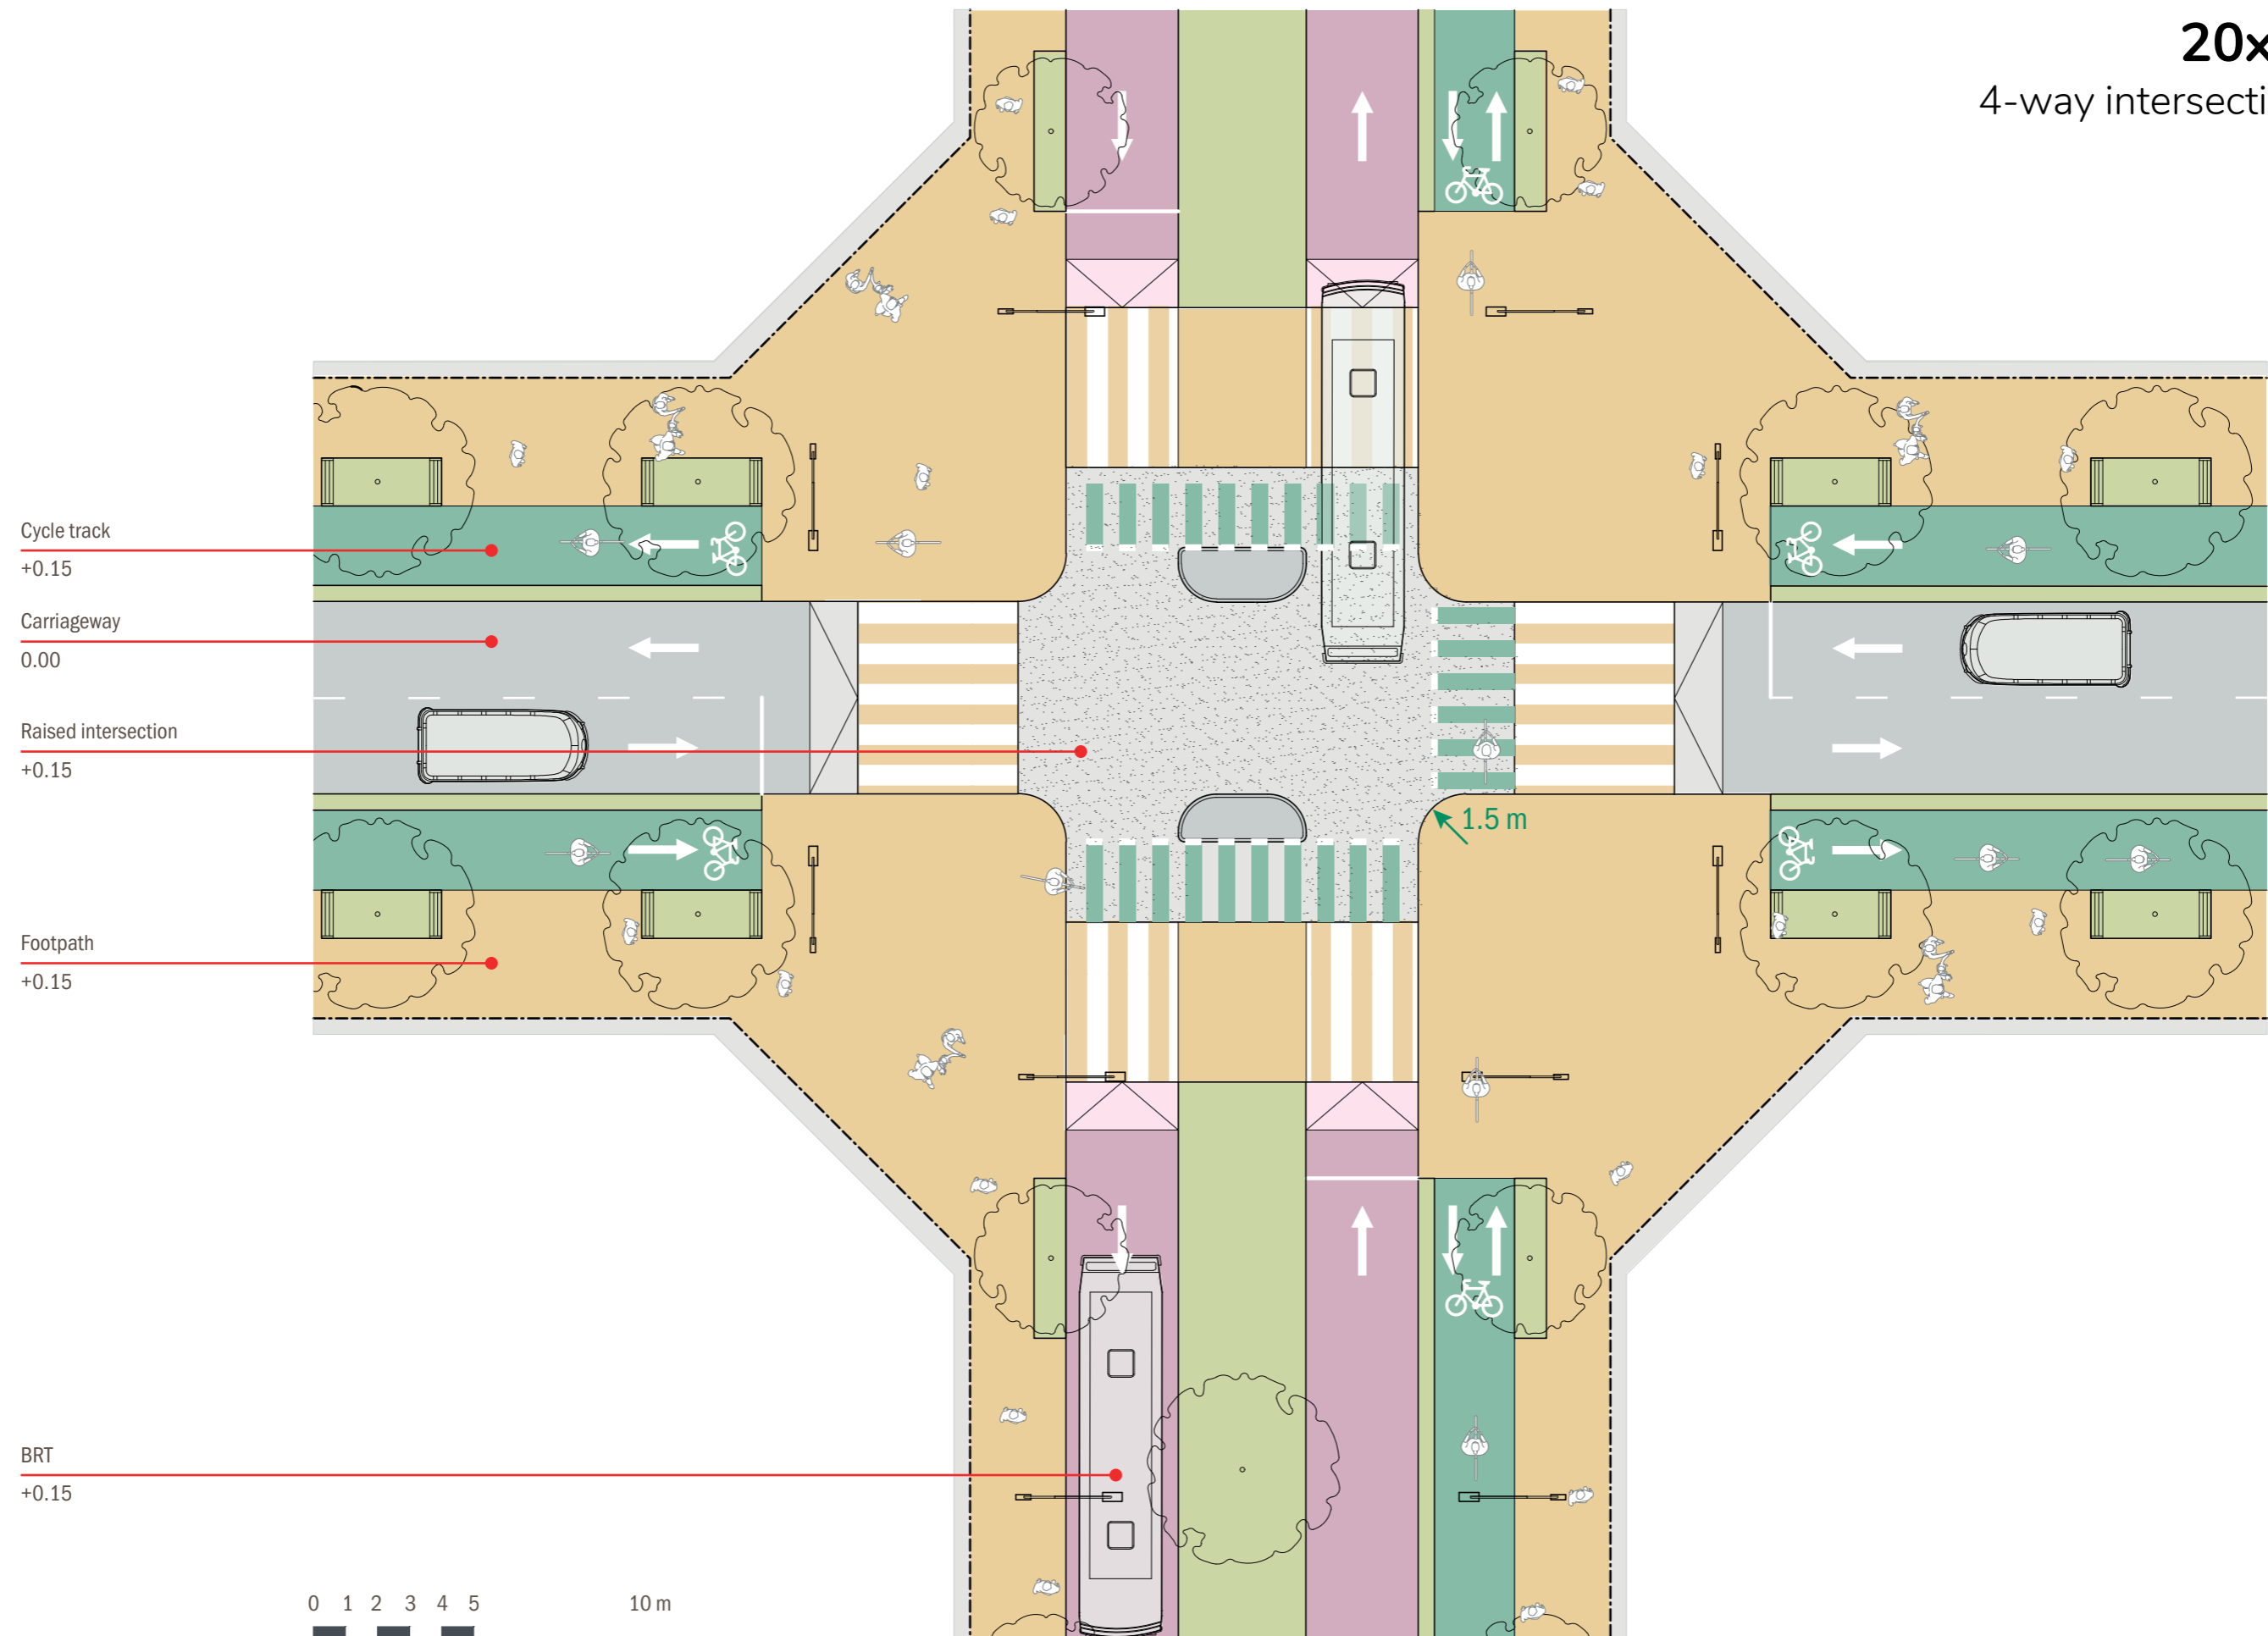 20x
4-way intersecti
Cycle track
+0.15
Carriageway
0.00
Raised intersection
+0.15
1.5 m
Footpath
+0.15
BRT
+0.15
0 1 2 3 4 5 10 m